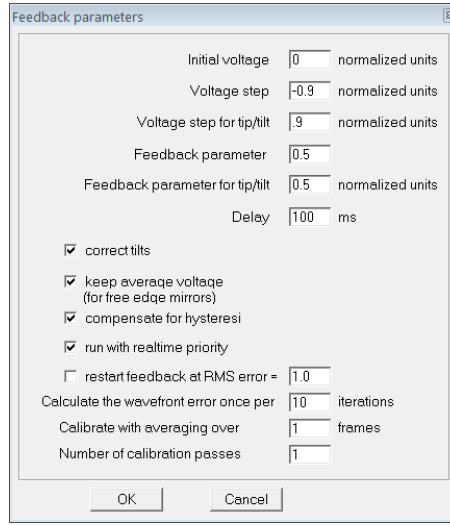 Feedback parameters
Initial voltage 0 normalized units
Voltage step -0.9 normalized units
Voltage step for tip/tilt .9 normalized units
Feedback parameter 0.5
Feedback parameter for tip/tilt 0.5 normalized units
Delay 100 ms
correct tilts
keep average voltage
(for free edge mirrors)
compensate for hysteresi
run with realtime priority
restart feedback at RMS error = 1.0
Calculate the wavefront error once per 10 iterations
Calibrate with averaging over 1 frames
Number of calibration passes 1
OK Cancel